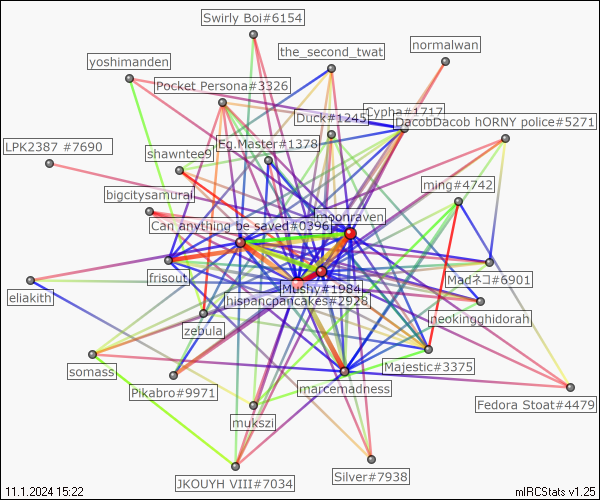 Swirly Boi#6154
the_second_twat
normalwan
yoshimanden
Pocket Persona#3326
Duck#1245
Cypha#1717
DacobDacob hORNY police#5271
LPK2387 #7690
shawntee9
Eg.Master#1378
ming#4742
bigcitysamurai
moonraven
Can anything be saved#0396
frisout
Mushy#1984
Madネコ#6901
eliakith
hispancpancakes#2928
neokingghidorah
zebula
somass
Majestic#3375
Pikabro#9971
marcemadness
Fedora Stoat#4479
mukszi
JKOUYH VIII#7034
Silver#7938
11.1.2024 15:22
mIRCStats v1.25